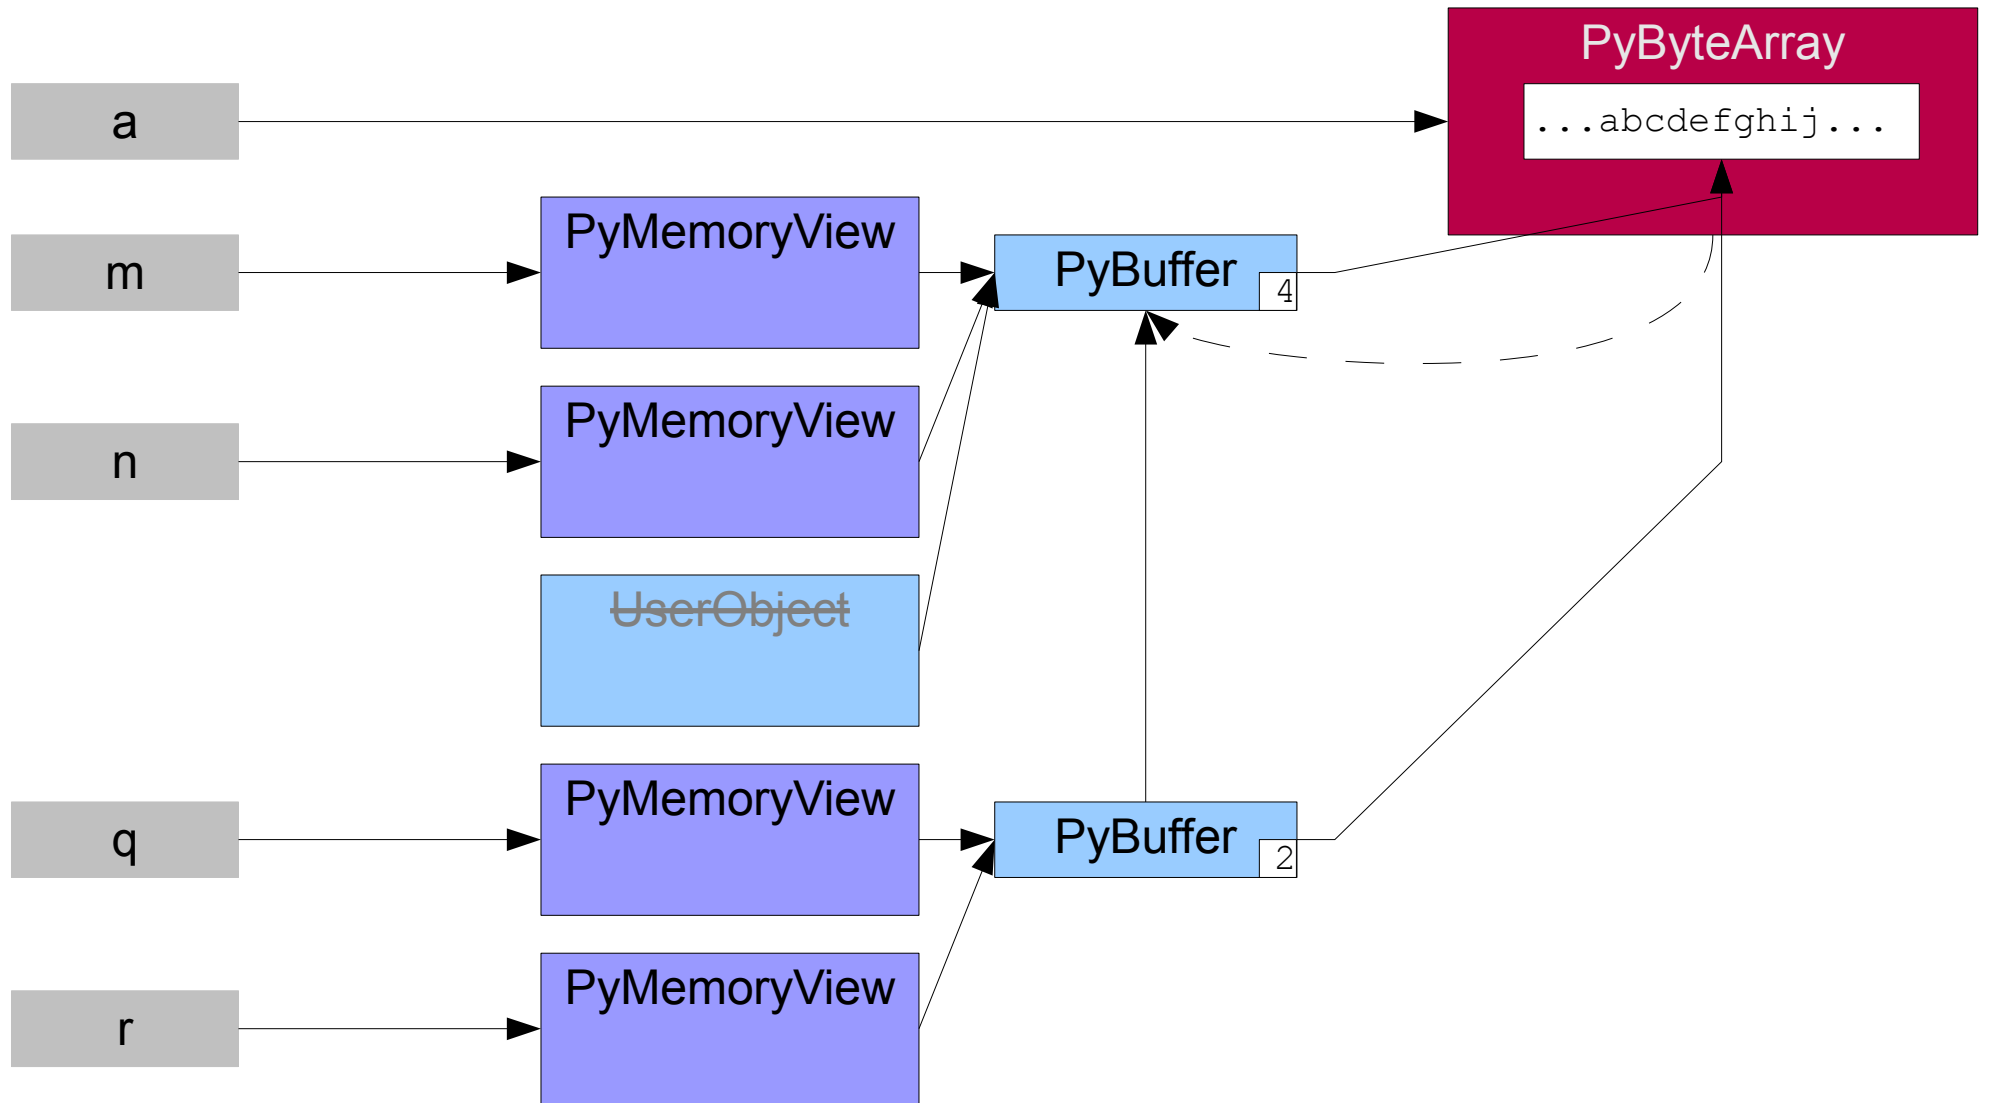 PyByteArray
a
...abcdefghij...
PyMemoryView
m
PyBuffer
4
PyMemoryView
n
UserObject
PyMemoryView
q
PyBuffer
2
PyMemoryView
r